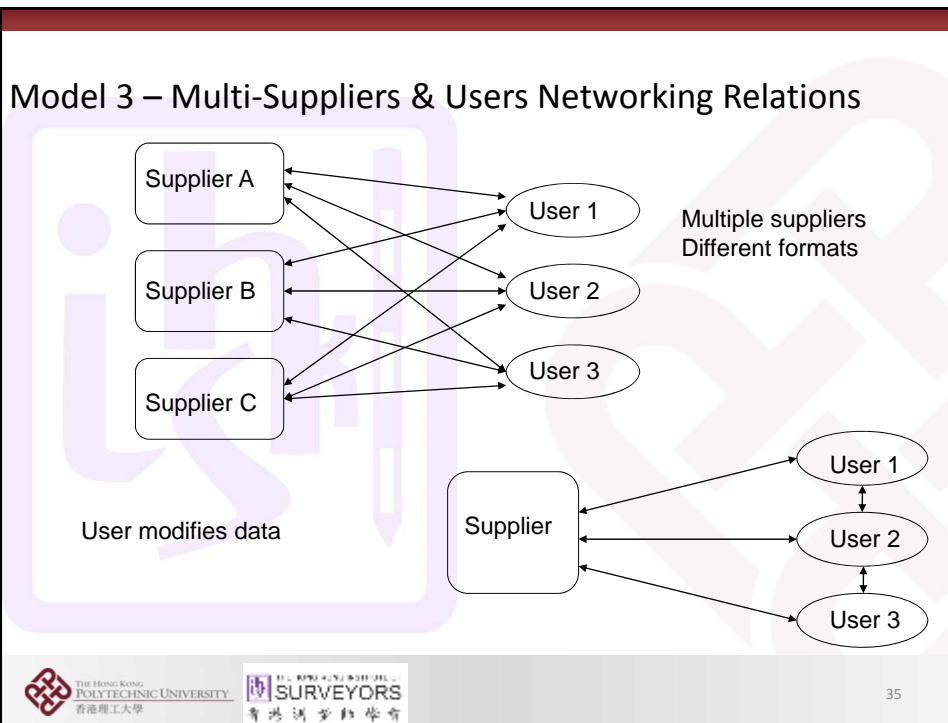 Model 3 – Multi-Suppliers & Users Networking Relations
Supplier A
User 1
Multiple suppliers
Different formats
Supplier B
User 2
User 3
Supplier C
User 1
User modifies data
Supplier
User 2
User 3
THE HONG KONG
POLYTECHNIC UNIVERSITY
香港理工大學
SURVEYORS
35